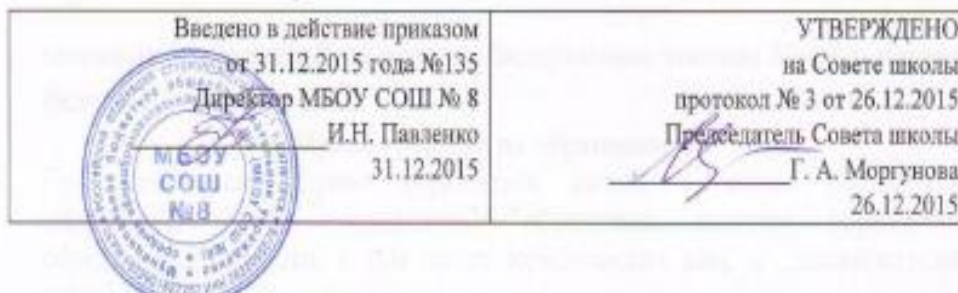 Введено в действие приказом
от 31.12.2015 года №135
Директор МБОУ СОШ № 8
И.Н. Павленко
31.12.2015
МБОУ
СОШ
№8
УТВЕРЖДЕНО
на Совете школы
протокол № 3 от 26.12.2015
Председатель Совета школы
Г. А. Моргунова
26.12.2015